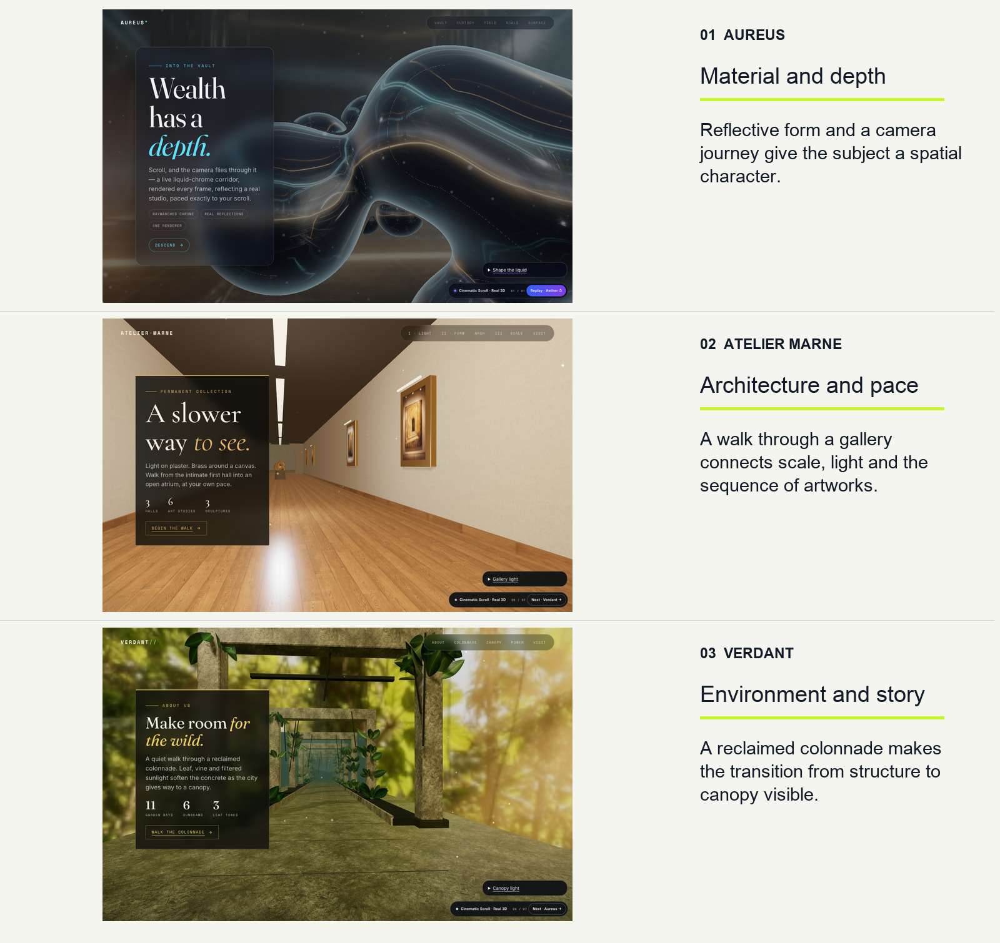 AUREUS*
VAULT CUSTODY YIELD SCALE SURFACE
INTO THE VAULT
Wealth
has a
depth.
Scroll, and the camera flies through it
— a live liquid-chrome corridor,
rendered every frame, reflecting a real
studio, paced exactly to your scroll.
RAYMARCHED CHROME REAL REFLECTIONS
ONE RENDERER
DESCEND →
▶ Shape the liquid
Cinematic Scroll · Real 3D 07 / 07 Replay · Aether ↻
01 AUREUS
Material and depth
Reflective form and a camera
journey give the subject a spatial
character.
ATELIER·MARNE
I · LIGHT II · FORM ARCH III · SCALE VISIT
PERMANENT COLLECTION
A slower
way to see.
Light on plaster. Brass around a canvas.
Walk from the intimate first hall into an
open atrium, at your own pace.
3 6 3
HALLS ART STUDIES SCULPTURES
BEGIN THE WALK →
▶ Gallery light
Cinematic Scroll · Real 3D 05 / 07 Next · Verdant →
02 ATELIER MARNE
Architecture and pace
A walk through a gallery
connects scale, light and the
sequence of artworks.
VERDANT//
ABOUT COLONNADE CANOPY POWER VISIT
ABOUT US
Make room for
the wild.
A quiet walk through a reclaimed
colonnade. Leaf, vine and filtered
sunlight soften the concrete as the city
gives way to a canopy.
11 6 3
GARDEN BAYS SUNBEAMS LEAF TONES
WALK THE COLONNADE →
▶ Canopy light
Cinematic Scroll · Real 3D 06 / 07 Next · Aureus →
03 VERDANT
Environment and story
A reclaimed colonnade makes
the transition from structure to
canopy visible.